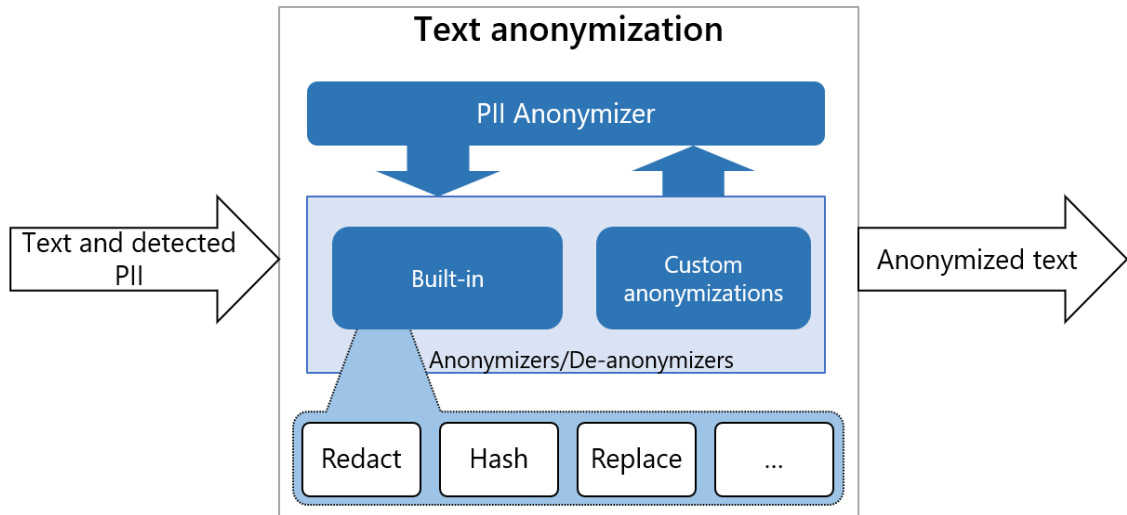 Text anonymization
PII Anonymizer
Text and detected
PII
Built-in
Custom
anonymizations
Anonymized text
Anonymizers/De-anonymizers
Redact
Hash
Replace
...